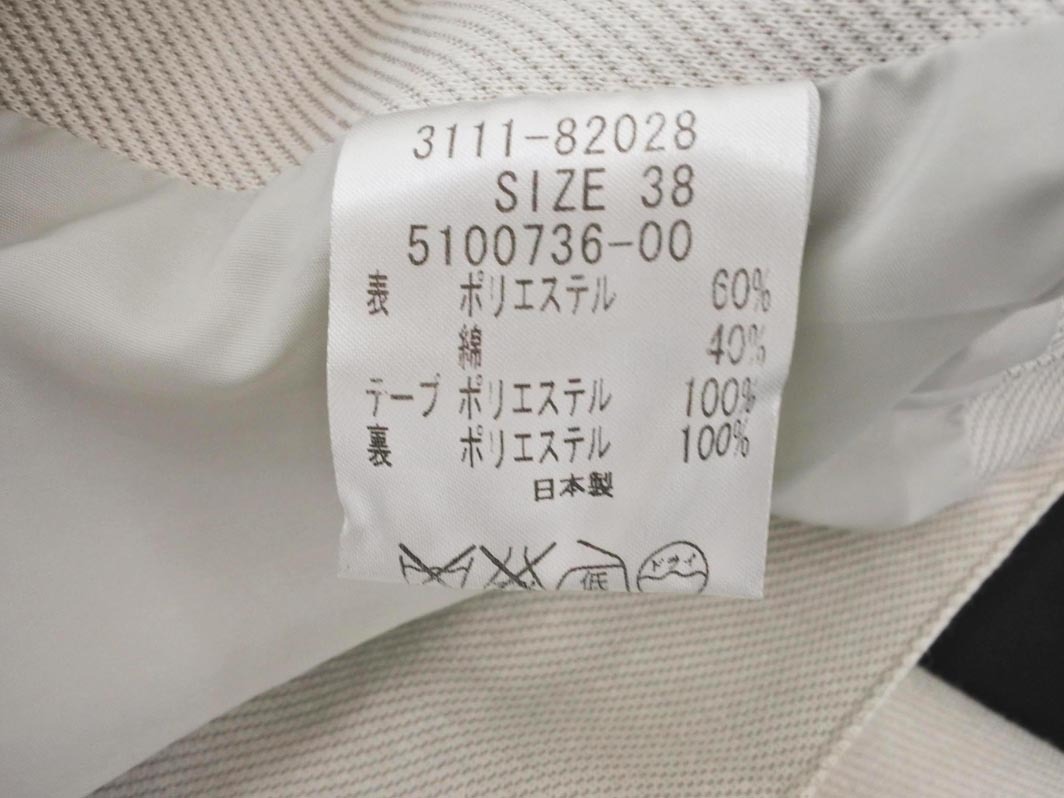 3111-82028
SIZE 38
5100736-00
表 ポリエステル 60%
綿 40%
テープ ポリエステル 100%
裏 ポリエステル 100%
日本製
低 ドライ